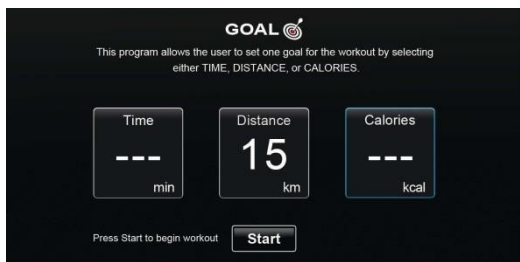 GOAL
This program allows the user to set one goal for the workout by selecting
either TIME, DISTANCE, or CALORIES.
Time Distance Calories
--- 15 ---
min km kcal
Press Start to begin workout Start